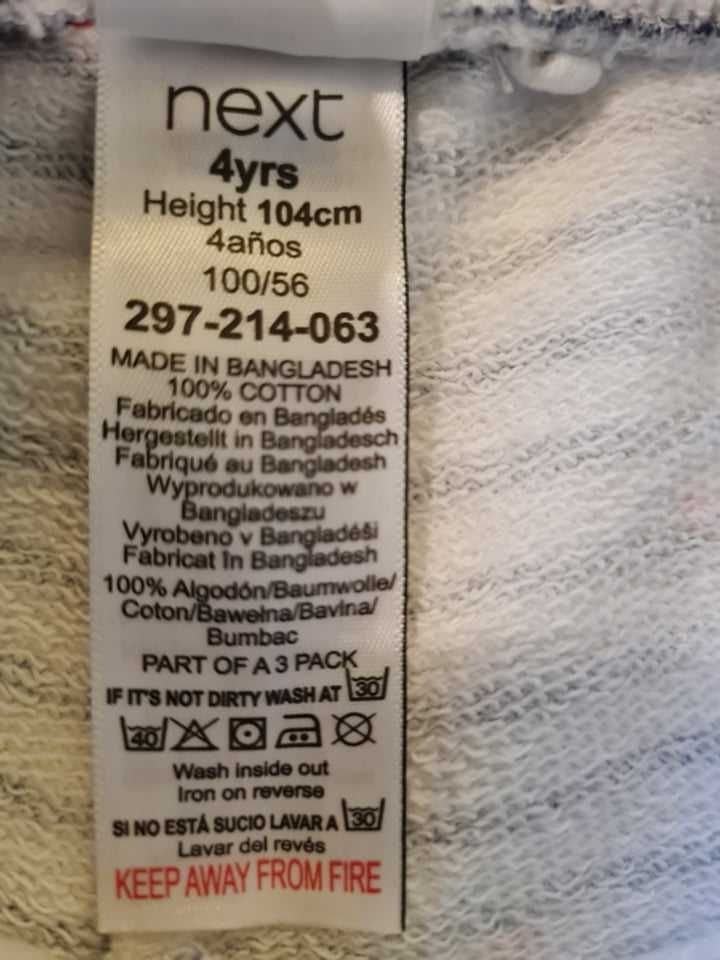 next
4yrs
Height 104cm
4años
100/56
297-214-063
MADE IN BANGLADESH
100% COTTON
Fabricado en Bangladés
Hergestellt in Bangladesch
Fabriqué au Bangladesh
Wyprodukowano w
Bangladeszu
Vyrobeno v Bangladéši
Fabricat în Bangladesh
100% Algodón/Baumwolle/
Coton/Bawełna/Bavlna/
Bumbac
PART OF A 3 PACK
IF IT'S NOT DIRTY WASH AT 30
40
Wash inside out
Iron on reverse
SI NO ESTÁ SUCIO LAVAR A 30
Lavar del revés
KEEP AWAY FROM FIRE